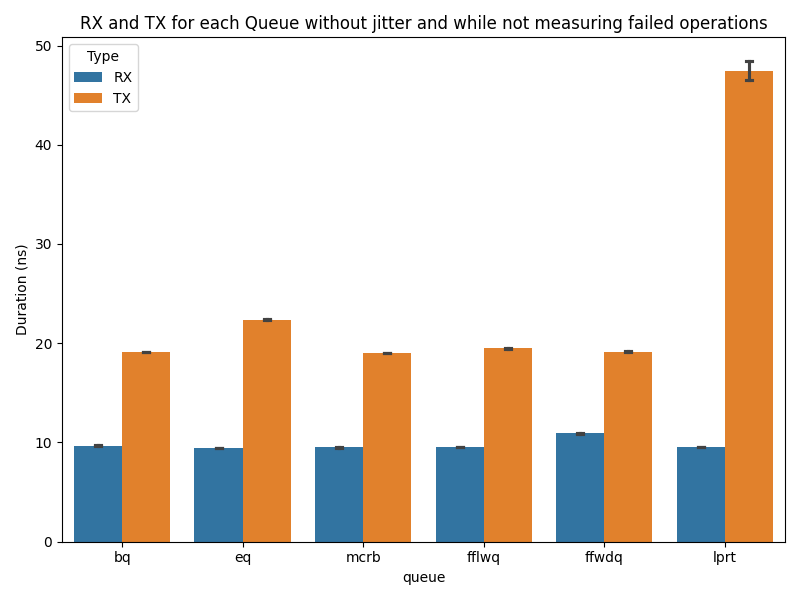 RX and TX for each Queue without jitter and while not measuring failed operations
Type
RX
TX
Duration (ns)
50
40
30
20
10
0
bq eq mcrb fflwq ffwdq lprt
queue